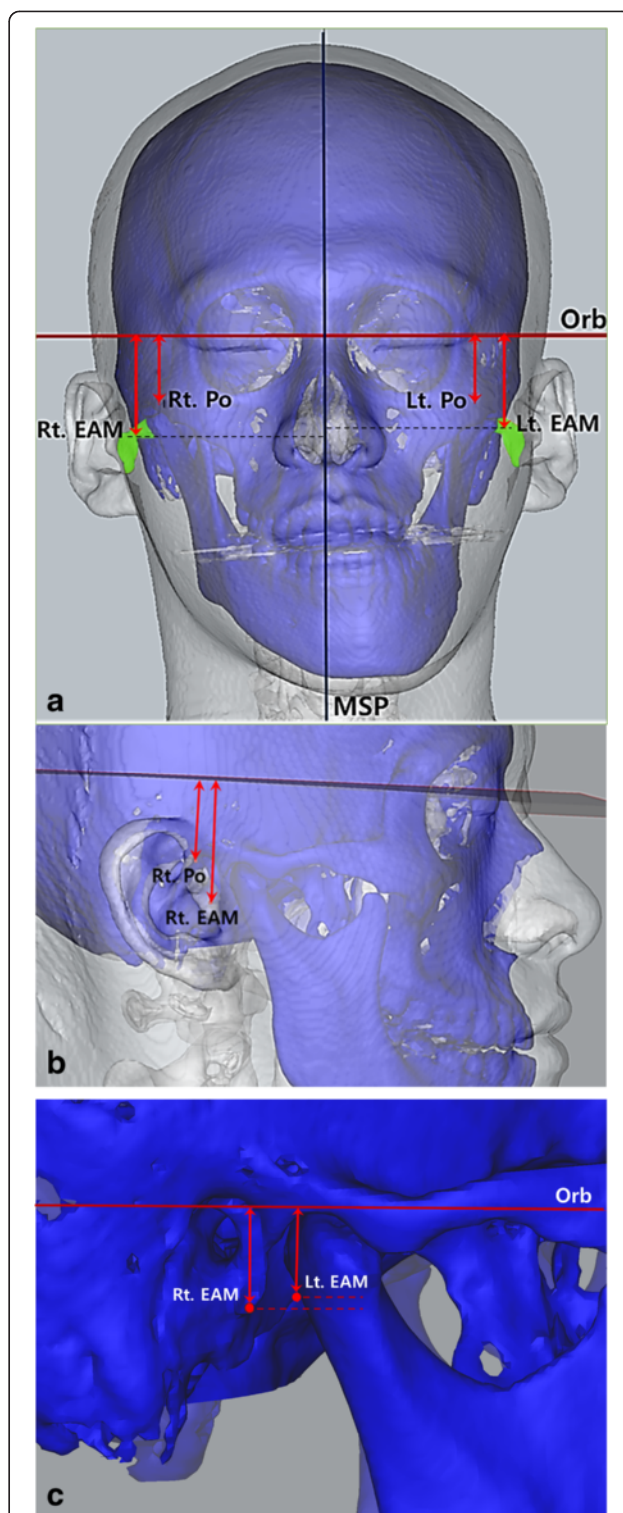 Orb
Rt. Po
Lt. Po
Rt. EAM
Lt. EAM
a
MSP
Rt. Po
Rt. EAM
b
Orb
Rt. EAM
Lt. EAM
c